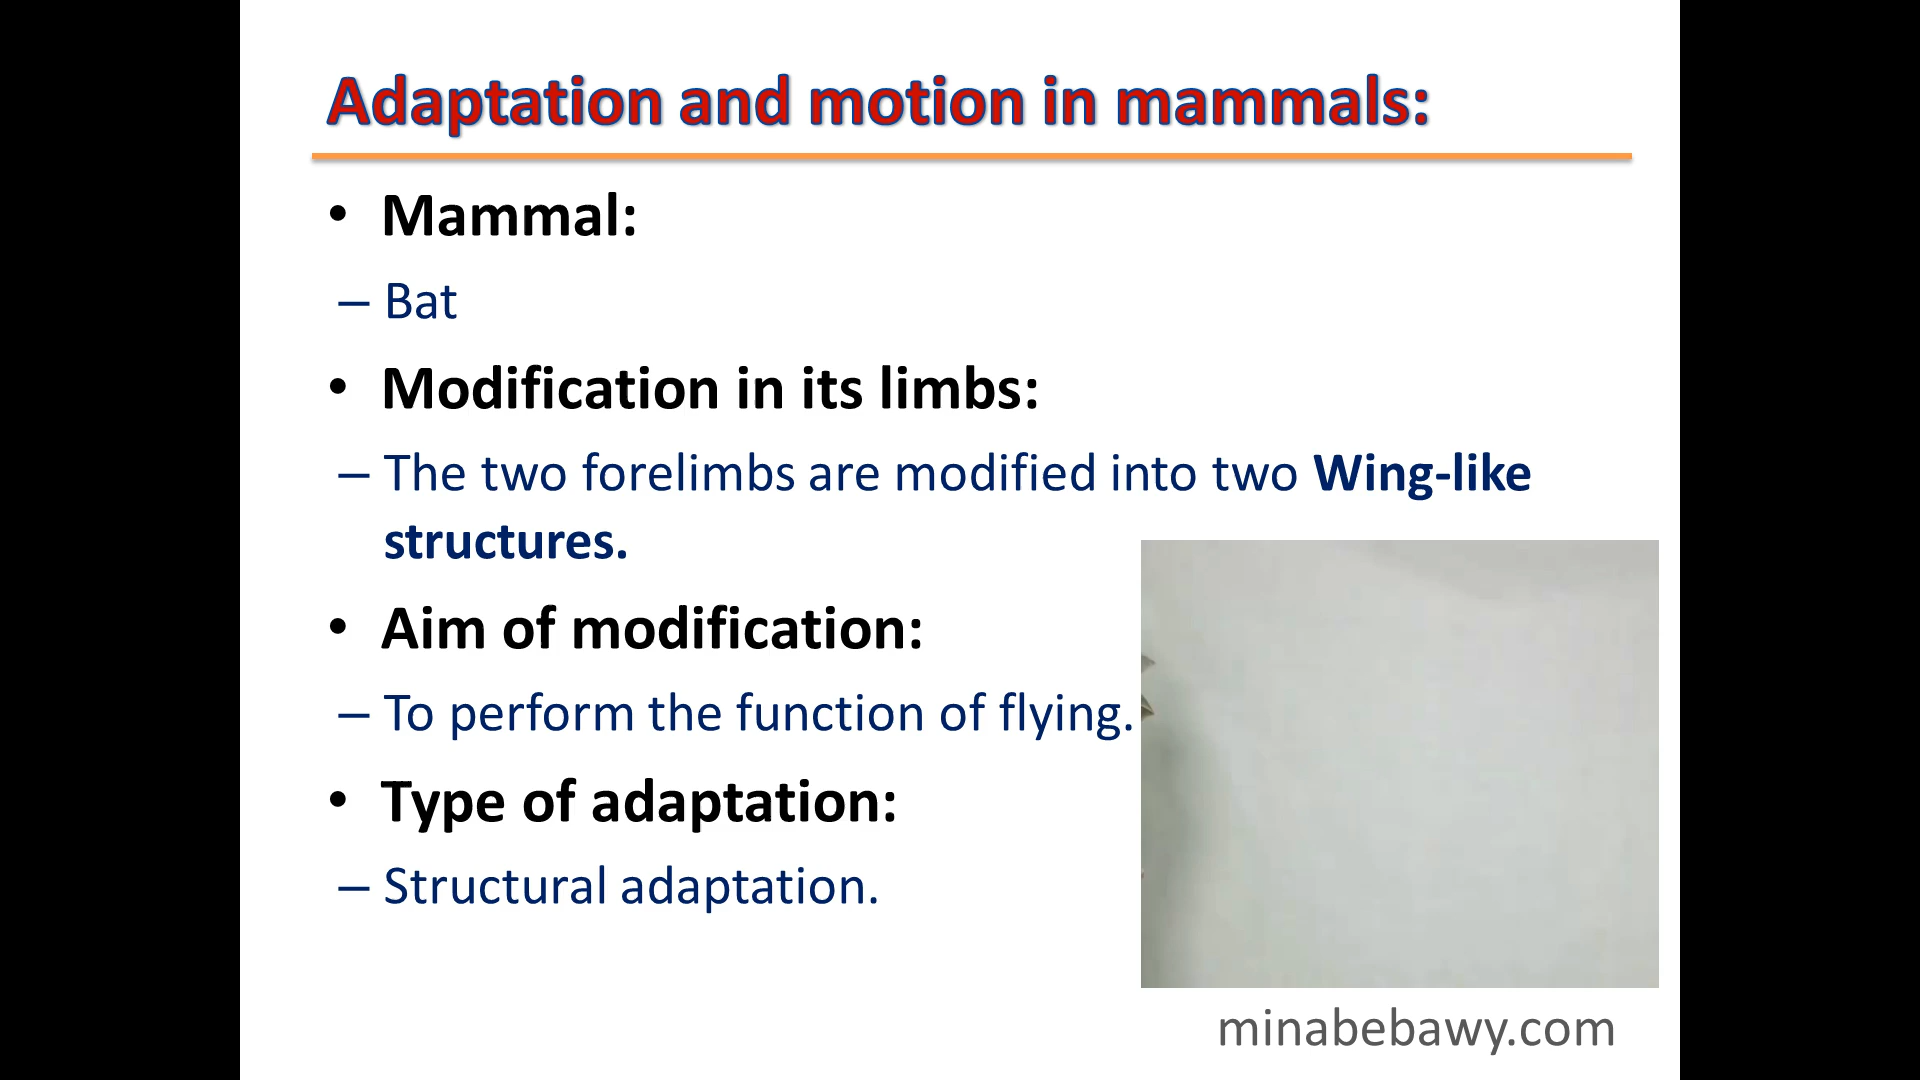 Adaptation and motion in mammals:
• Mammal:
– Bat
• Modification in its limbs:
– The two forelimbs are modified into two Wing-like
structures.
• Aim of modification:
– To perform the function of flying.
• Type of adaptation:
– Structural adaptation.
minabebawy.com